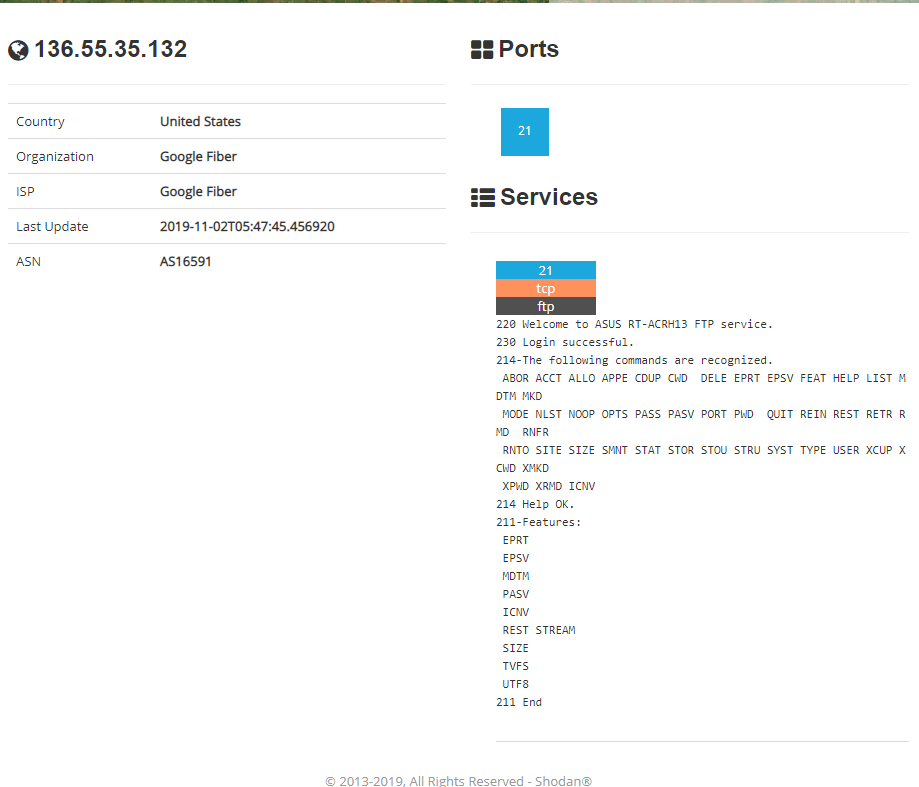 136.55.35.132
Country United States
Organization Google Fiber
ISP Google Fiber
Last Update 2019-11-02T05:47:45.456920
ASN AS16591
Ports
21
Services
21
tcp
ftp
220 Welcome to ASUS RT-ACRH13 FTP service.
230 Login successful.
214-The following commands are recognized.
ABOR ACCT ALLO APPE CDUP CWD  DELE EPRT EPSV FEAT HELP LIST M
DTM MKD
MODE NLST NOOP OPTS PASS PASV PORT PWD  QUIT REIN REST RETR R
MD  RNFR
RNTO SITE SIZE SMNT STAT STOR STOU STRU SYST TYPE USER XCUP X
CWD XMKD
XPWD XRMD ICNV
214 Help OK.
211-Features:
EPRT
EPSV
MDTM
PASV
ICNV
REST STREAM
SIZE
TVFS
UTF8
211 End
© 2013-2019, All Rights Reserved - Shodan®